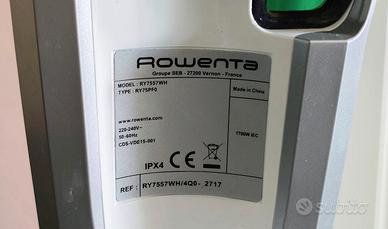 Rowenta
Groupe SEB - 27200 Vernon - France
MODEL : RY7557WH
TYPE : RY75PF0
Made in China
www.rowenta.com
220-240V~
50-60Hz
CDS-VDE15-001
1700W IEC
IPX4 CE
REF : RY7557WH/4Q0- 2717
subito